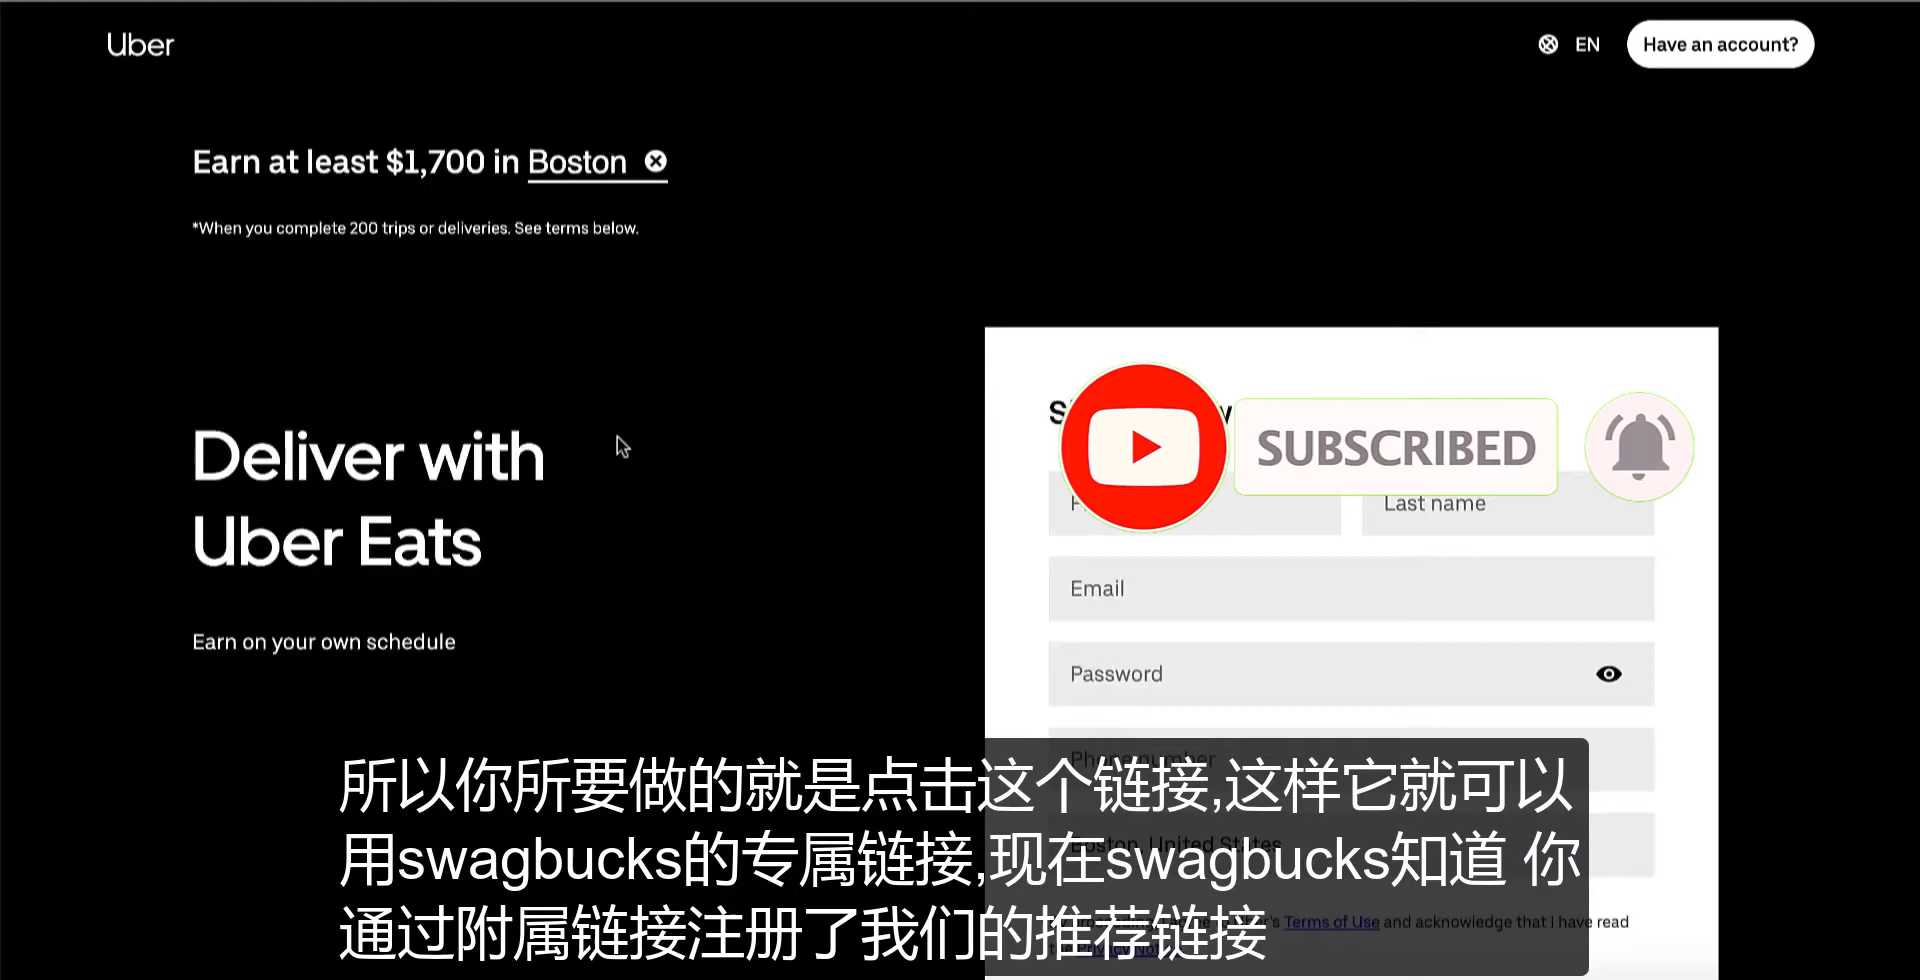 Uber
EN
Have an account?
Earn at least $1,700 in Boston
*When you complete 200 trips or deliveries. See terms below.
Deliver with
Uber Eats
Earn on your own schedule
SUBSCRIBED
Last name
Email
Password
Phone number
Boston, United States
所以你所要做的就是点击这个链接,这样它就可以
用swagbucks的专属链接,现在swagbucks知道 你
通过附属链接注册了我们的推荐链接
Terms of Use and acknowledge that I have read